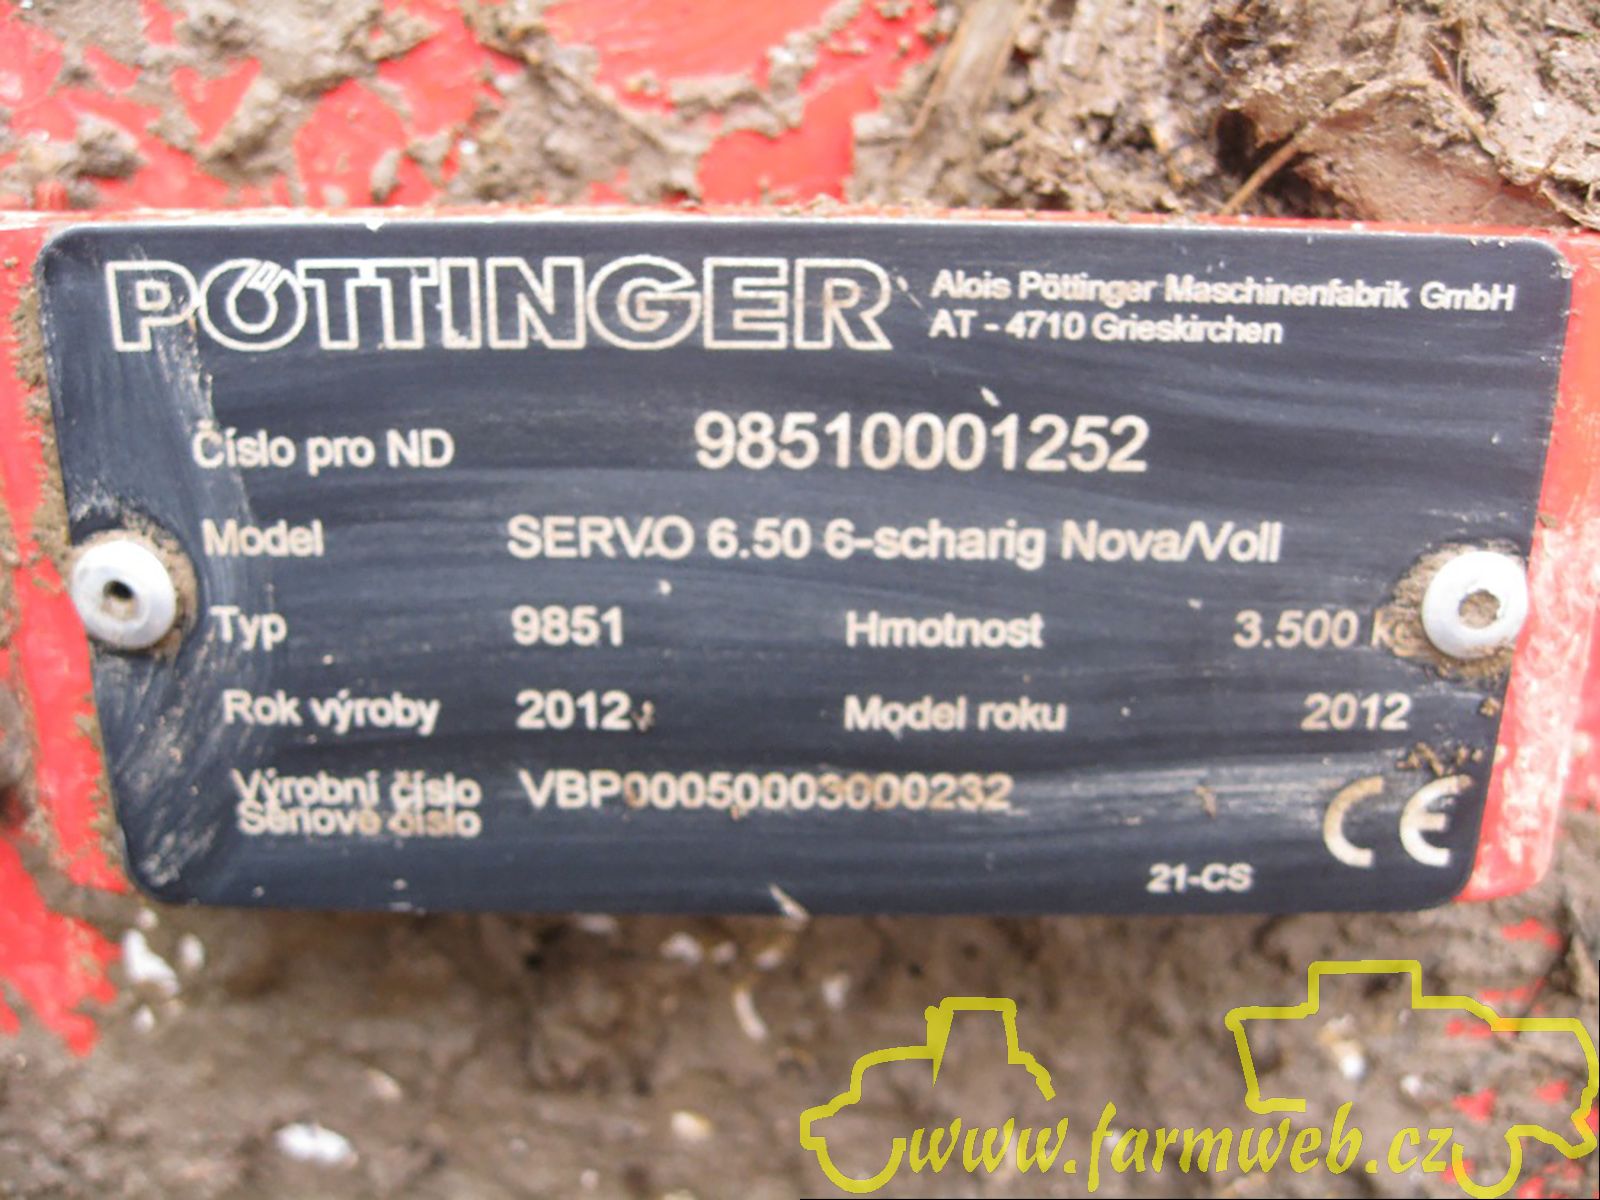 PÖTTINGER Alois Pöttinger Maschinenfabrik GmbH
AT - 4710 Grieskirchen
Číslo pro ND 98510001252
Model SERVO 6.50 6-scharig Nova/Voll
Typ 9851 Hmotnost 3.500
Rok výroby 2012 Model roku 2012
Výrobní číslo VBP00050003000232
Sériové číslo
CE
21-CS
www.farmweb.cz